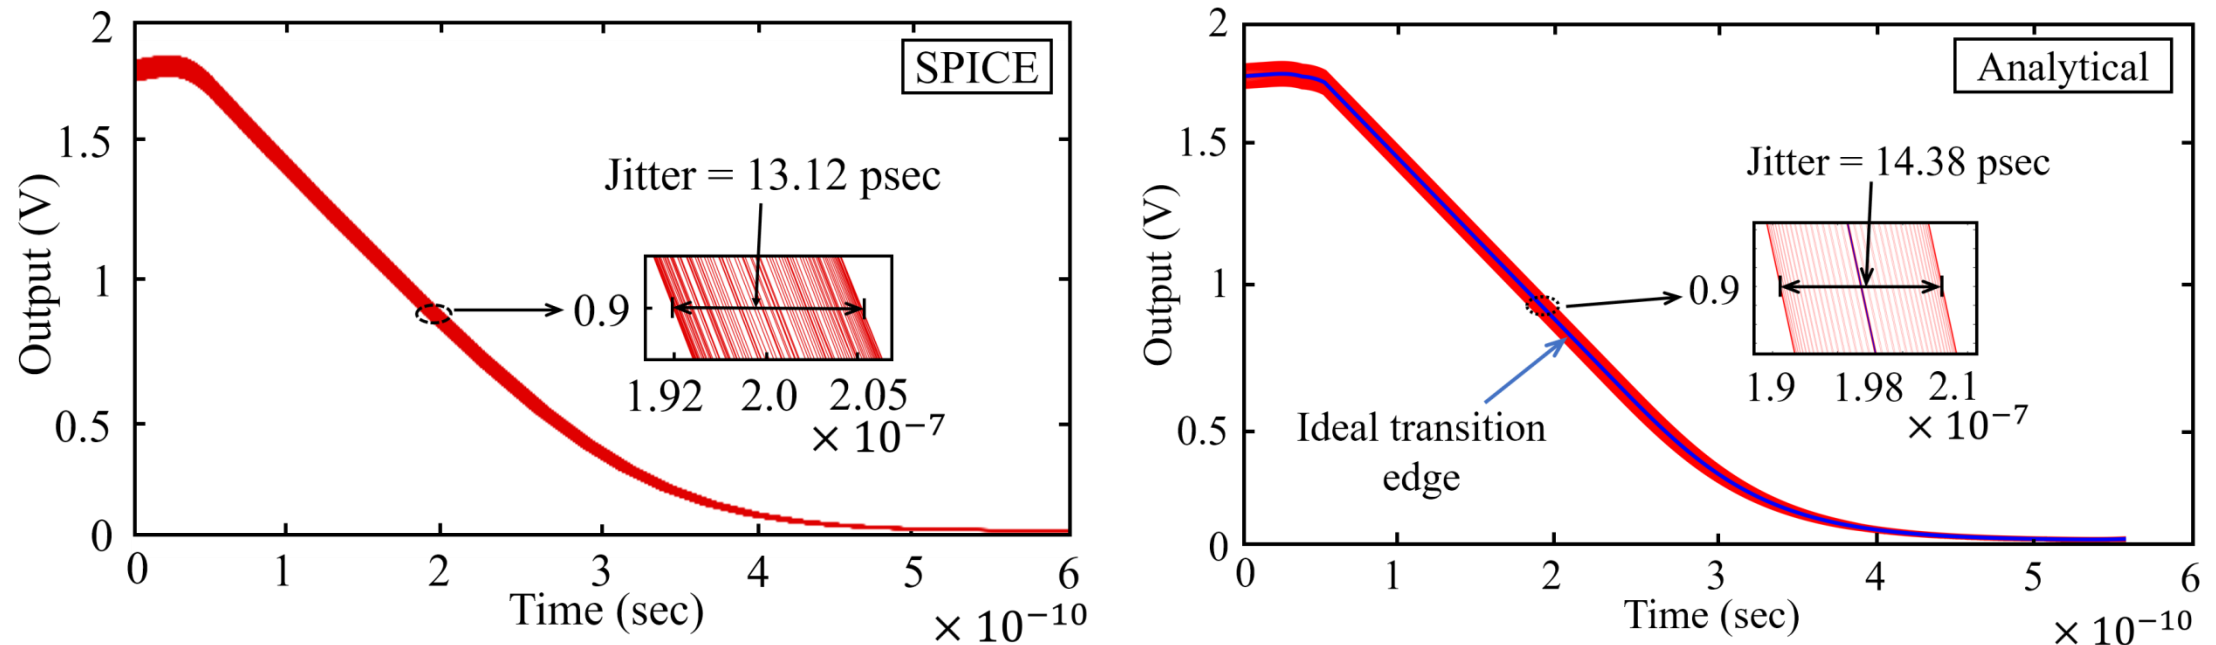 SPICE
2
1.5
1
0.5
0
Output (V)
Jitter = 13.12 psec
0.9
1.92 2.0 2.05
× 10⁻⁷
0 1 2 3 4 5 6
Time (sec)
× 10⁻¹⁰
Analytical
2
1.5
1
0.5
0
Output (V)
Jitter = 14.38 psec
0.9
1.9 1.98 2.1
× 10⁻⁷
Ideal transition
edge
0 1 2 3 4 5 6
Time (sec)
× 10⁻¹⁰